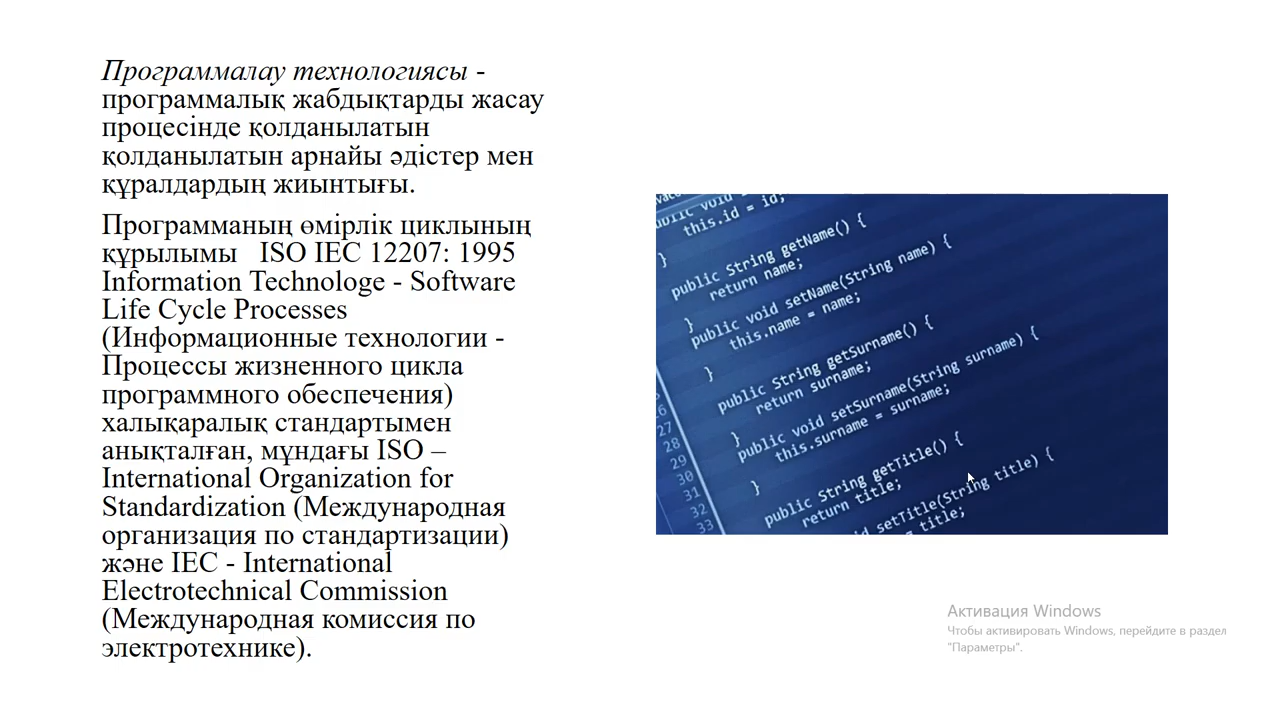 Программалау технологиясы -
программалық жабдықтарды жасау
процесінде қолданылатын
қолданылатын арнайы әдістер мен
құралдардың жиынтығы.
Программаның өмірлік циклының
құрылымы ISO IEC 12207: 1995
Information Technologe - Software
Life Cycle Processes
(Информационные технологии -
Процессы жизненного цикла
программного обеспечения)
халықаралық стандартымен
анықталған, мұндағы ISO –
International Organization for
Standardization (Международная
организация по стандартизации)
және IEC - International
Electrotechnical Commission
(Международная комиссия по
электротехнике).
public void
this.id = id;
}
public String getName() {
return name;
}
public void setName(String name) {
this.name = name;
}
public String getSurname() {
return surname;
}
public void setSurname(String surname) {
this.surname = surname;
}
public String getTitle() {
return title;
setTitle(String title) {
= title;
27
28
29
30
31
32
33
Активация Windows
Чтобы активировать Windows, перейдите в раздел
"Параметры".